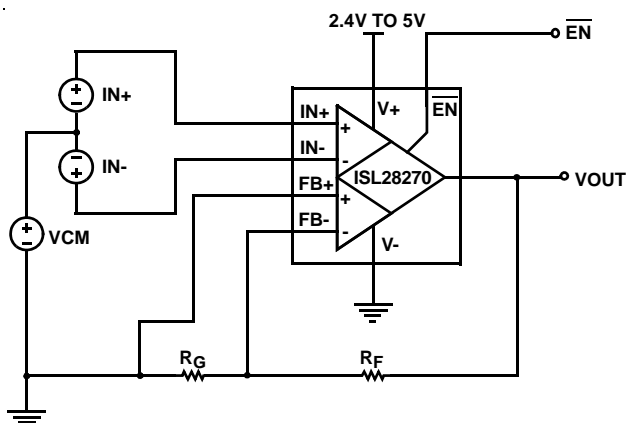 2.4V TO 5V
EN
IN+
IN+
V+
EN
IN-
IN-
FB+
ISL28270
VOUT
FB-
VCM
V-
RG
RF
+
-
-
+
+
-
+
-
+
-
.